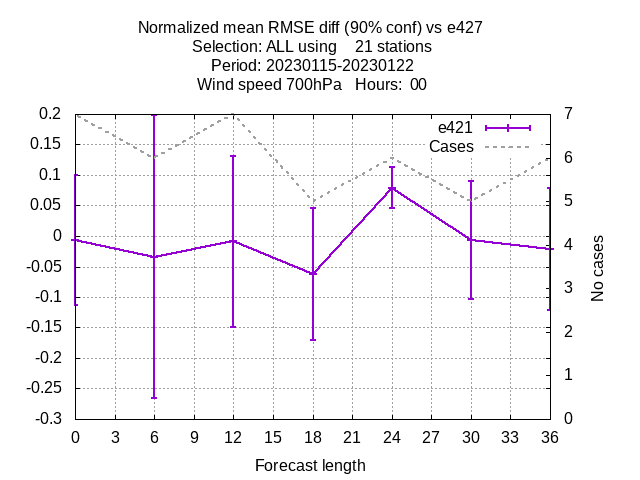 Normalized mean RMSE diff (90% conf) vs e427
Selection: ALL using    21 stations
Period: 20230115-20230122
Wind speed 700hPa   Hours:  00
e421
Cases
0.2
0.15
0.1
0.05
0
-0.05
-0.1
-0.15
-0.2
-0.25
-0.3
7
6
5
4
3
2
1
0
No cases
0 3 6 9 12 15 18 21 24 27 30 33 36
Forecast length